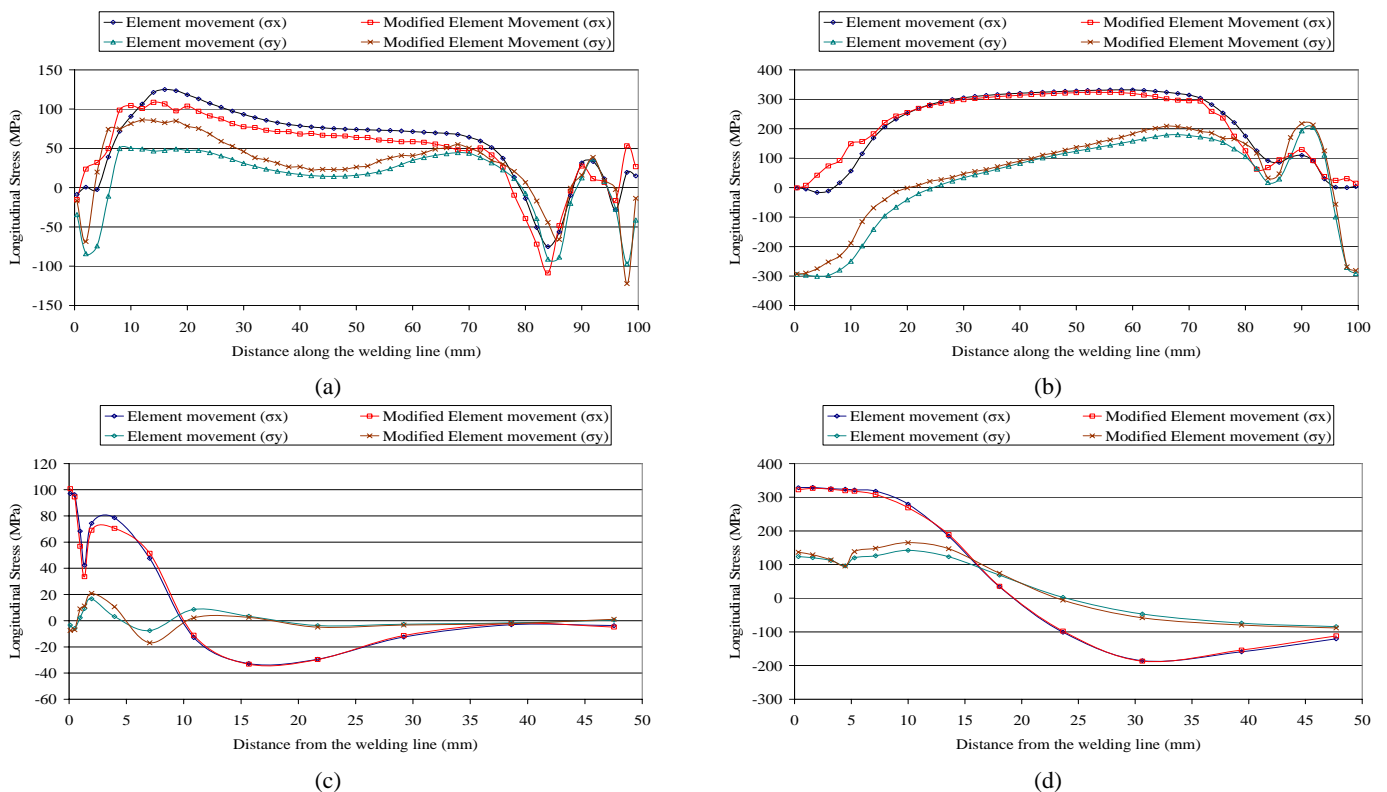 Element movement (σx)
Modified Element Movement (σx)
Element movement (σy)
Modified Element Movement (σy)
150
100
50
0
-50
-100
-150
Longitudinal Stress (MPa)
0 10 20 30 40 50 60 70 80 90 100
Distance along the welding line (mm)
(a)
Element movement (σx)
Modified Element Movement (σx)
Element movement (σy)
Modified Element Movement (σy)
400
300
200
100
0
-100
-200
-300
-400
Longitudinal Stress (MPa)
0 10 20 30 40 50 60 70 80 90 100
Distance along the welding line (mm)
(b)
Element movement (σx)
Modified Element movement (σx)
Element movement (σy)
Modified Element movement (σy)
120
100
80
60
40
20
0
-20
-40
-60
Longitudinal Stress (MPa)
0 5 10 15 20 25 30 35 40 45 50
Distance from the welding line (mm)
(c)
Element movement (σx)
Modified Element movement (σx)
Element movement (σy)
Modified Element movement (σy)
400
300
200
100
0
-100
-200
-300
Longitudinal Stress (MPa)
0 5 10 15 20 25 30 35 40 45 50
Distance from the welding line (mm)
(d)